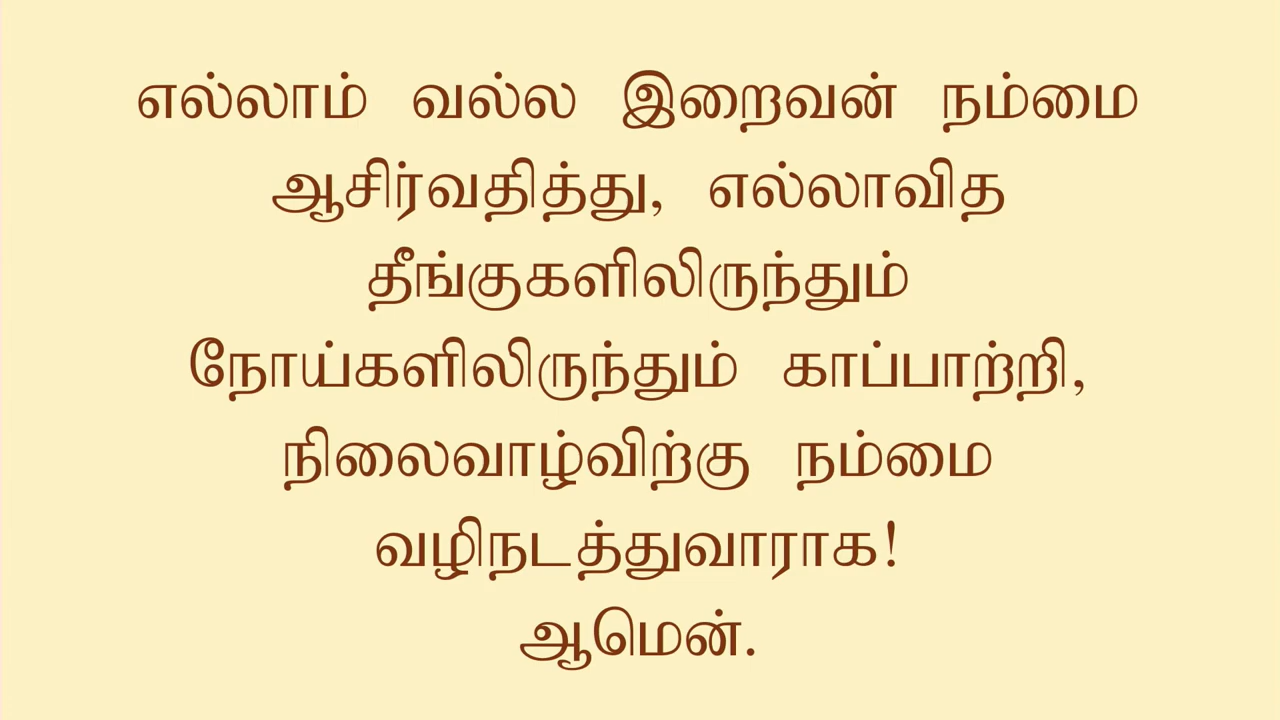 எல்லாம் வல்ல இறைவன் நம்மை
ஆசிர்வதித்து, எல்லாவித
தீங்குகளிலிருந்தும்
நோய்களிலிருந்தும் காப்பாற்றி,
நிலைவாழ்விற்கு நம்மை
வழிநடத்துவாராக!
ஆமென்.